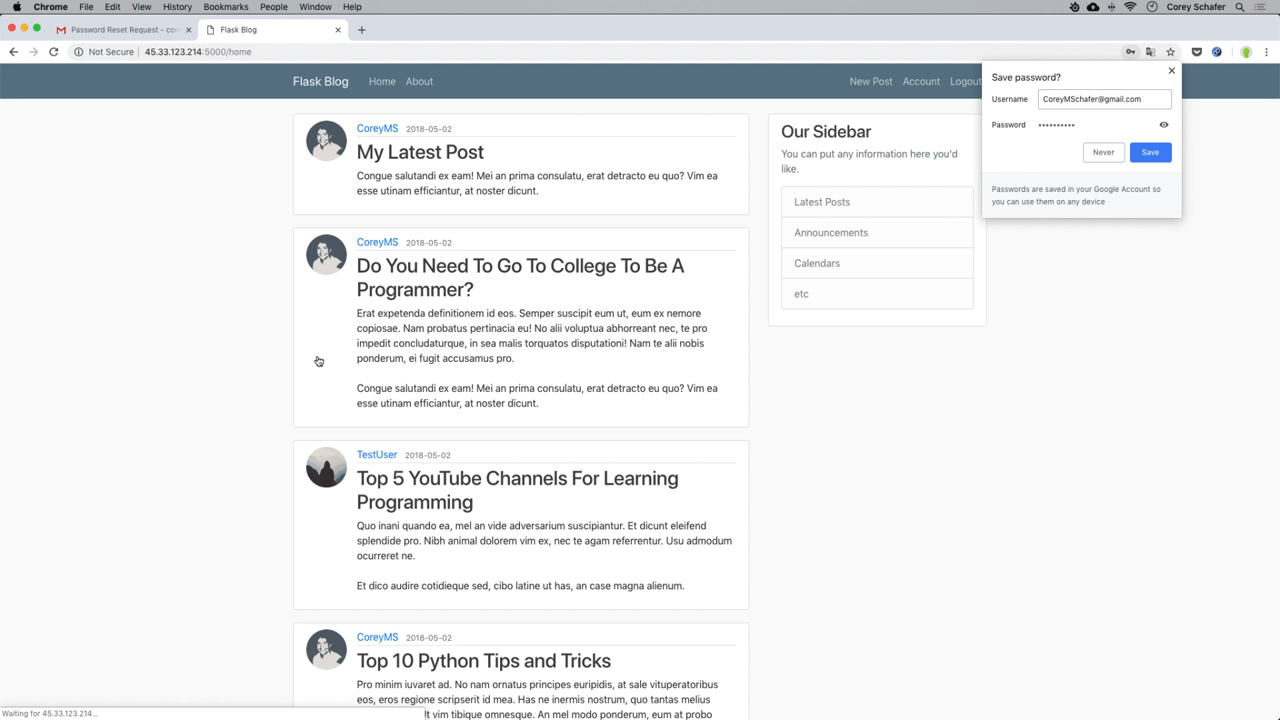 Chrome File Edit View History Bookmarks People Window Help Corey Schafer
Password Reset Request - cor
Flask Blog
Not Secure 45.33.123.214:5000/home
Flask Blog Home About New Post Account Logout
Save password?
Username CoreyMSchafer@gmail.com
Password ••••••••••
Never Save
Passwords are saved in your Google Account so
you can use them on any device
CoreyMS 2018-05-02
My Latest Post
Congue salutandi ex eam! Mei an prima consulatu, erat detracto eu quo? Vim ea
esse utinam efficiantur, at noster dicunt.
CoreyMS 2018-05-02
Do You Need To Go To College To Be A
Programmer?
Erat expetenda definitionem id eos. Semper suscipit eum ut, eum ex nemore
copiosae. Nam probatus pertinacia eu! No alii voluptua abhorreant nec, te pro
impedit concludaturque, in sea malis torquatos disputationi! Nam te alii nobis
ponderum, ei fugit accusamus pro.
Congue salutandi ex eam! Mei an prima consulatu, erat detracto eu quo? Vim ea
esse utinam efficiantur, at noster dicunt.
TestUser 2018-05-02
Top 5 YouTube Channels For Learning
Programming
Quo inani quando ea, mel an vide adversarium suscipiantur. Et dicunt eleifend
splendide pro. Nibh animal dolorem vim ex, nec te agam referrentur. Usu admodum
ocurreret ne.
Et dico audire cotidieque sed, cibo latine ut has, an case magna alienum.
CoreyMS 2018-05-02
Top 10 Python Tips and Tricks
Pro minim iuvaret ad. No nam ornatus principes euripidis, at sale vituperatoribus
eos, eros regione scripserit id mea. Has ne inermis nostrum, quo tantas melius
vim tibique omnesque. An mel modo ponderum, eum at probo
Our Sidebar
You can put any information here you'd
like.
Latest Posts
Announcements
Calendars
etc
Waiting for 45.33.123.214...